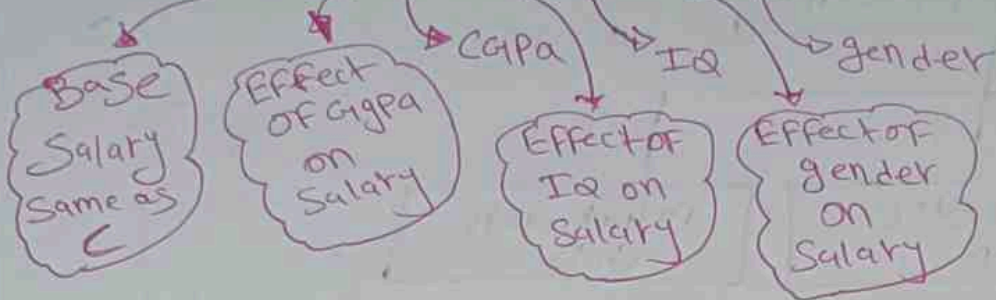 CGPa
IQ
gender
Base
Salary
Same as
C
Effect
OF Cgpa
on
Salary
Effect of
IQ on
Salary
Effect of
gender
on
Salary